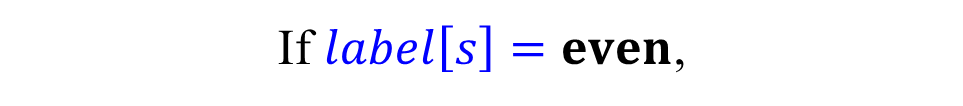 If label[s] = even,